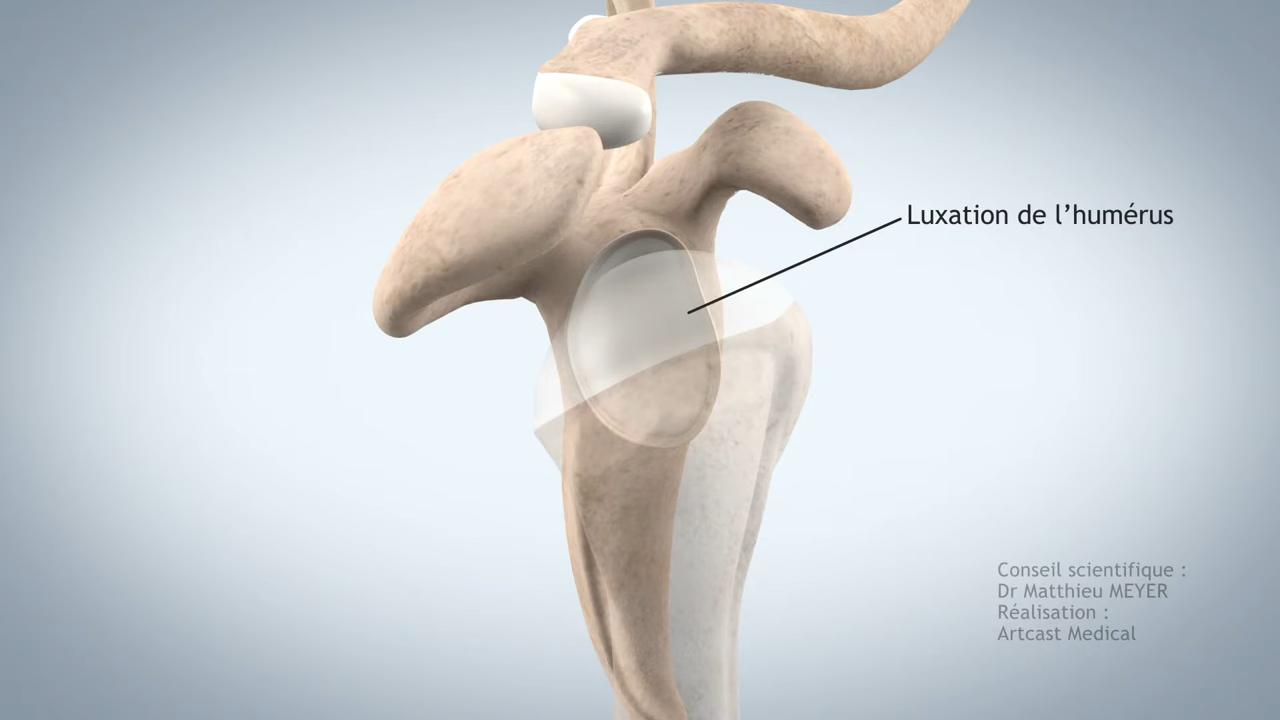 Luxation de l’humérus
Conseil scientifique :
Dr Matthieu MEYER
Réalisation :
Artcast Medical